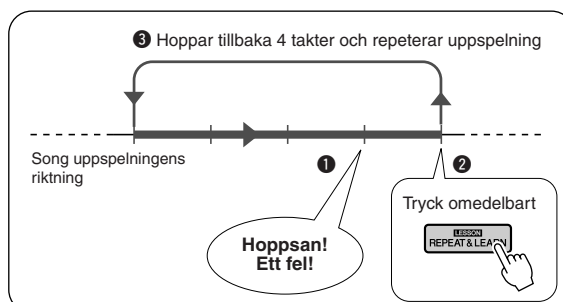 ❸ Hoppar tillbaka 4 takter och repeterar uppspelning
Song uppspelningens
riktning
❶
❷
Hoppsan!
Ett fel!
Tryck omedelbart
LESSON
REPEAT & LEARN